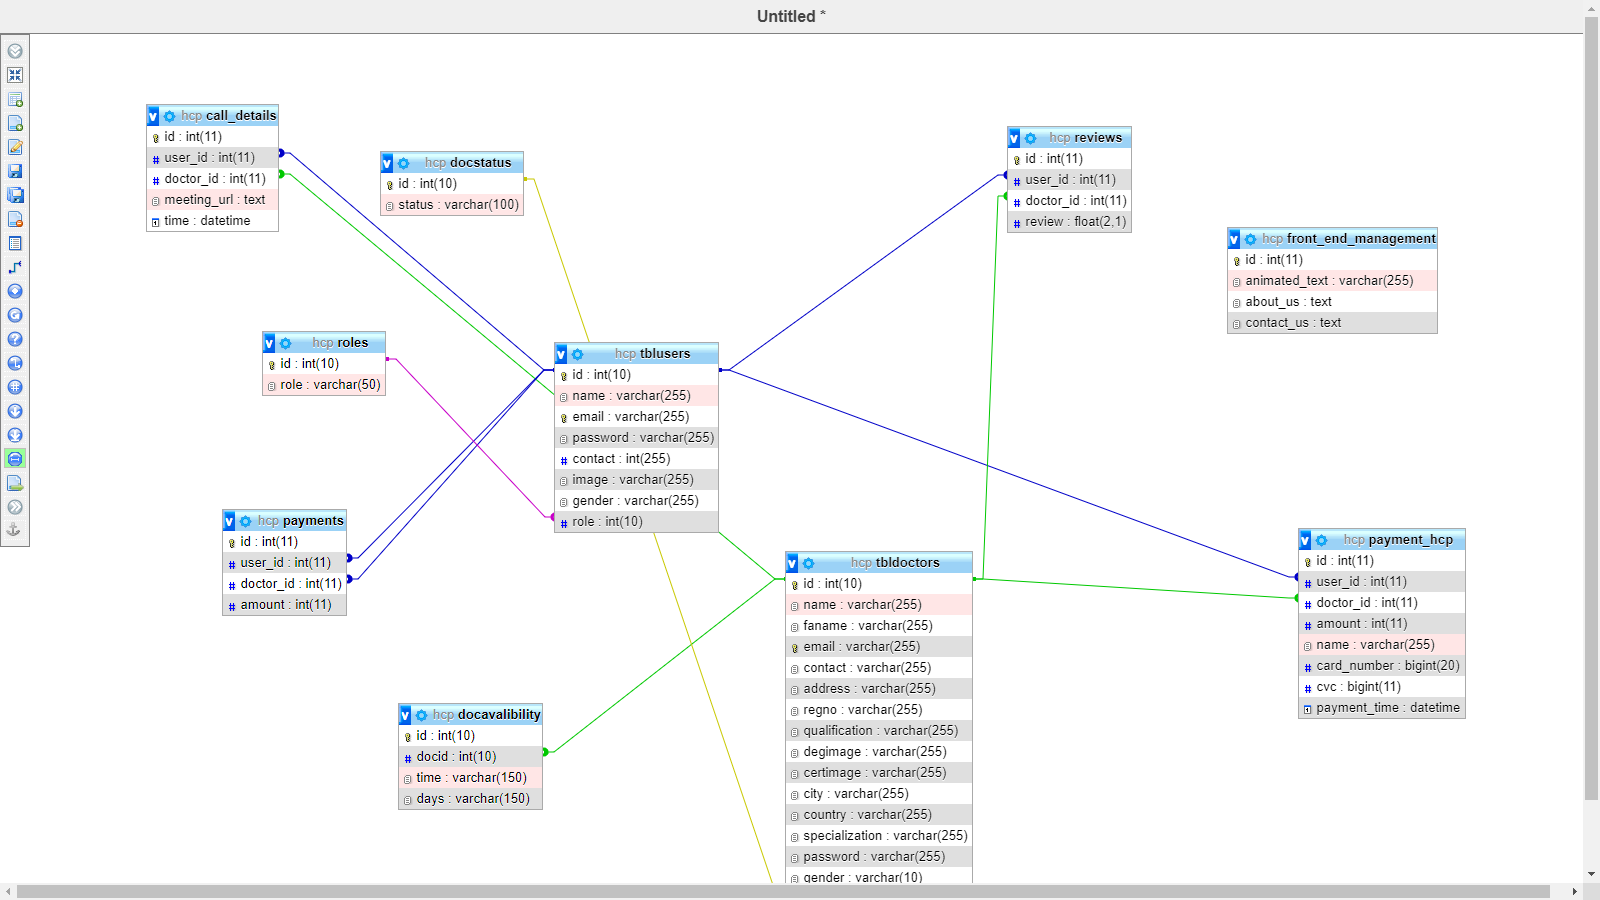 Untitled *
hcp call_details
id : int(11)
user_id : int(11)
doctor_id : int(11)
meeting_url : text
time : datetime
hcp docstatus
id : int(10)
status : varchar(100)
hcp reviews
id : int(11)
user_id : int(11)
doctor_id : int(11)
review : float(2,1)
hcp front_end_management
id : int(11)
animated_text : varchar(255)
about_us : text
contact_us : text
hcp roles
id : int(10)
role : varchar(50)
hcp tblusers
id : int(10)
name : varchar(255)
email : varchar(255)
password : varchar(255)
contact : int(255)
image : varchar(255)
gender : varchar(255)
role : int(10)
hcp payments
id : int(11)
user_id : int(11)
doctor_id : int(11)
amount : int(11)
hcp tbldoctors
id : int(10)
name : varchar(255)
faname : varchar(255)
email : varchar(255)
contact : varchar(255)
address : varchar(255)
regno : varchar(255)
qualification : varchar(255)
degimage : varchar(255)
certimage : varchar(255)
city : varchar(255)
country : varchar(255)
specialization : varchar(255)
password : varchar(255)
gender : varchar(10)
hcp payment_hcp
id : int(11)
user_id : int(11)
doctor_id : int(11)
amount : int(11)
name : varchar(255)
card_number : bigint(20)
cvc : bigint(11)
payment_time : datetime
hcp docavalibility
id : int(10)
docid : int(10)
time : varchar(150)
days : varchar(150)